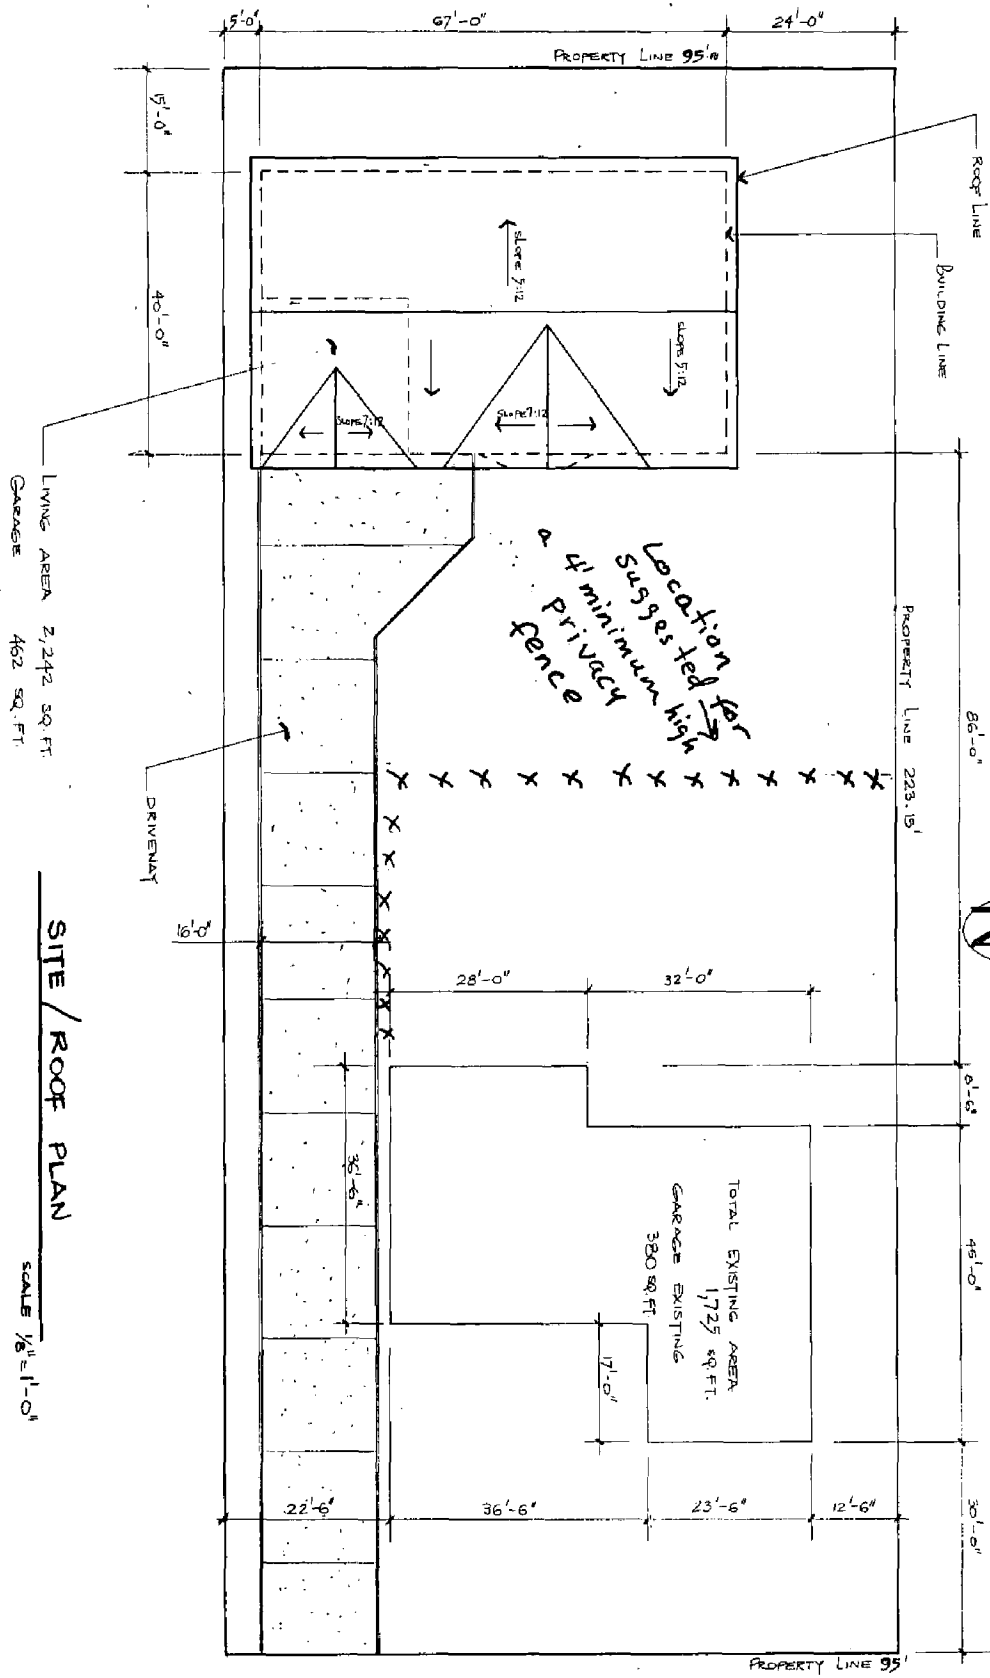 5'-0"
67'-0"
24'-0"
PROPERTY LINE 95'
15'-0"
40'-0"
ROOF LINE
BUILDING LINE
SLOPE 5:12
SLOPE 5:12
SLOPE 7:12
SLOPE 7:12
LIVING AREA 2,242 SQ.FT.
GARAGE 462 SQ.FT.
DRIVEWAY
Location
suggested for
a 4' minimum high
privacy
fence
PROPERTY LINE 223.15'
86'-0"
N
16'-0"
28'-0"
32'-0"
8'-6"
36'-6"
45'-0"
TOTAL EXISTING AREA
1,725 SQ.FT.
GARAGE EXISTING
380 SQ.FT
17'-0"
22'-6"
36'-6"
23'-6"
12'-6"
30'-0"
PROPERTY LINE 95'
SITE / ROOF PLAN
SCALE 1/8"=1'-0"